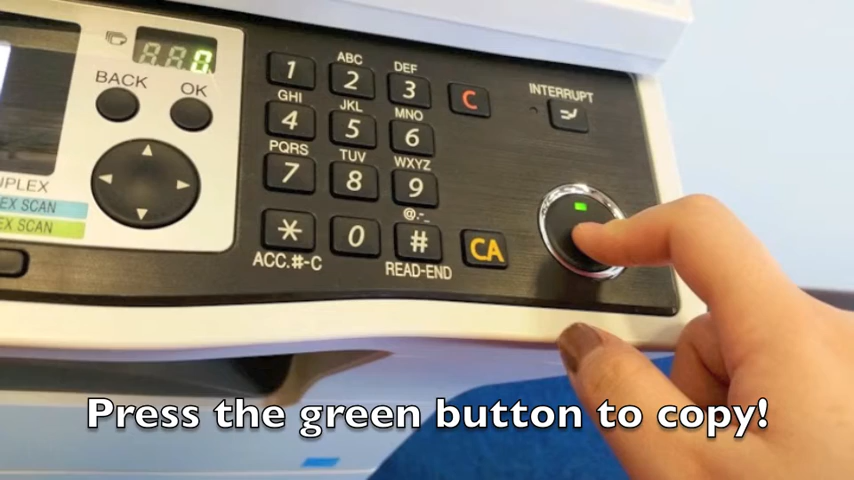 BACK
OK
UPLEX
EX SCAN
EX SCAN
1
ABC
2
DEF
3
C
INTERRUPT
GHI
4
JKL
5
MNO
6
PQRS
7
TUV
8
WXYZ
9
*
0
@.-_
#
CA
ACC.#-C
READ-END
Press the green button to copy!